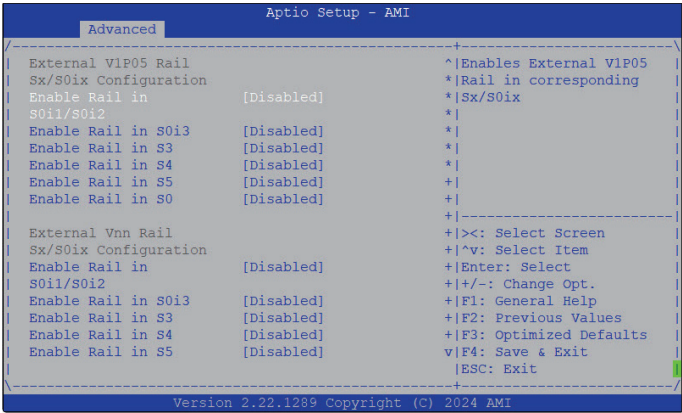 Aptio Setup - AMI
Advanced
/------------------------------------------------------+-------------------------\
| External V1P05 Rail ^|Enables External V1P05 |
| Sx/S0ix Configuration *|Rail in corresponding |
| Enable Rail in [Disabled] *|Sx/S0ix |
| S0i1/S0i2 *| |
| Enable Rail in S0i3 [Disabled] *| |
| Enable Rail in S3 [Disabled] *| |
| Enable Rail in S4 [Disabled] *| |
| Enable Rail in S5 [Disabled] +| |
| Enable Rail in S0 [Disabled] +| |
| +|-------------------------|
| External Vnn Rail +|><: Select Screen |
| Sx/S0ix Configuration +|^v: Select Item |
| Enable Rail in [Disabled] +|Enter: Select |
| S0i1/S0i2 +|+/-: Change Opt. |
| Enable Rail in S0i3 [Disabled] +|F1: General Help |
| Enable Rail in S3 [Disabled] +|F2: Previous Values |
| Enable Rail in S4 [Disabled] +|F3: Optimized Defaults |
| Enable Rail in S5 [Disabled] v|F4: Save & Exit |
| |ESC: Exit |
\------------------------------------------------------+-------------------------/
Version 2.22.1289 Copyright (C) 2024 AMI